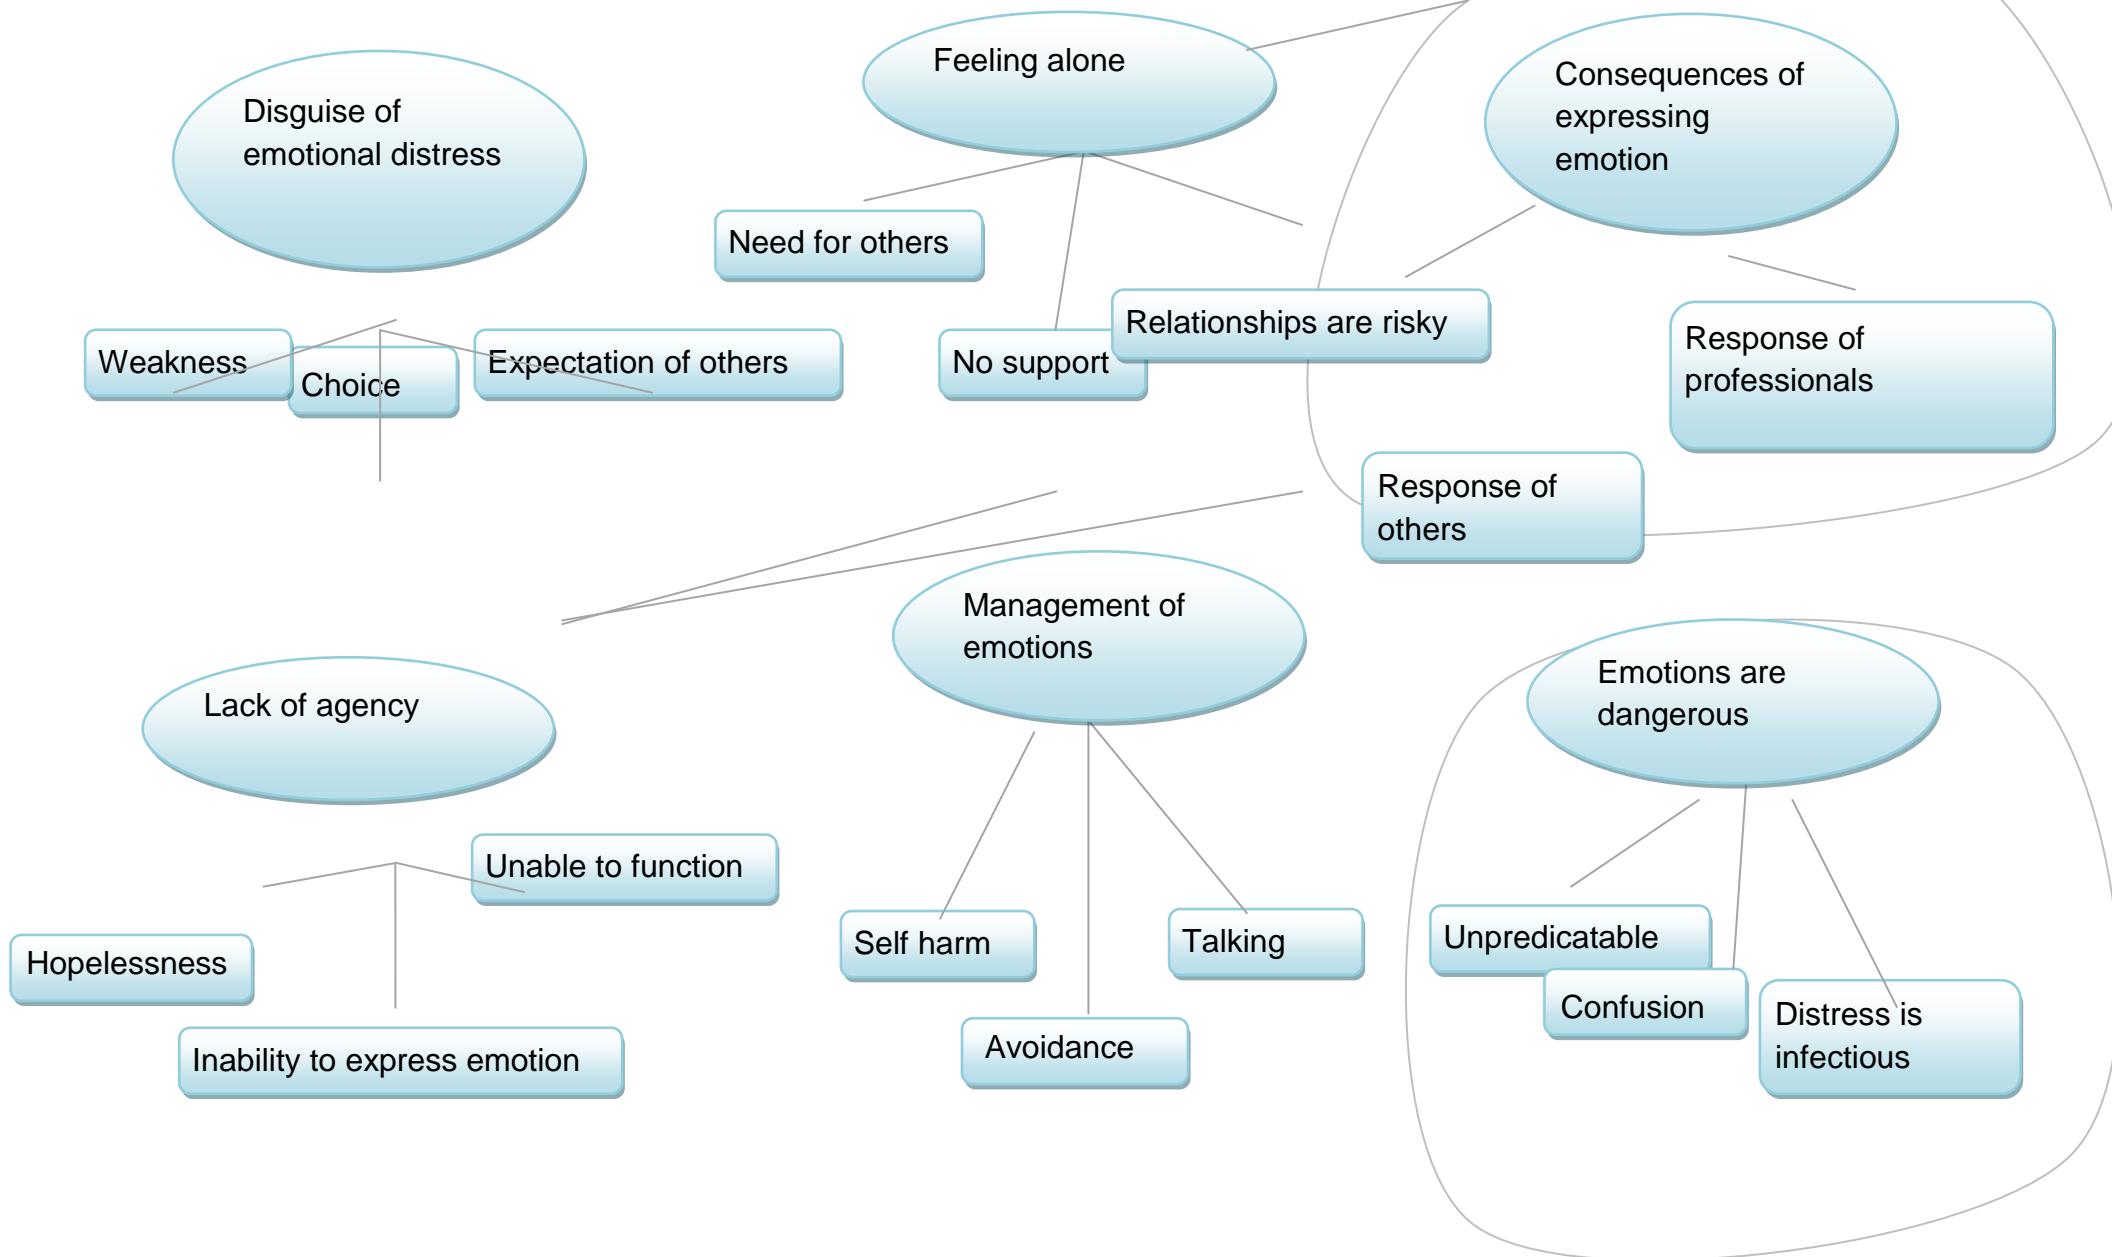 Feeling alone
Consequences of
expressing
emotion
Disguise of
emotional distress
Need for others
Relationships are risky
Response of
professionals
Weakness
Choice
Expectation of others
No support
Response of
others
Management of
emotions
Emotions are
dangerous
Lack of agency
Unable to function
Hopelessness
Self harm
Talking
Unpredicatable
Confusion
Distress is
infectious
Inability to express emotion
Avoidance